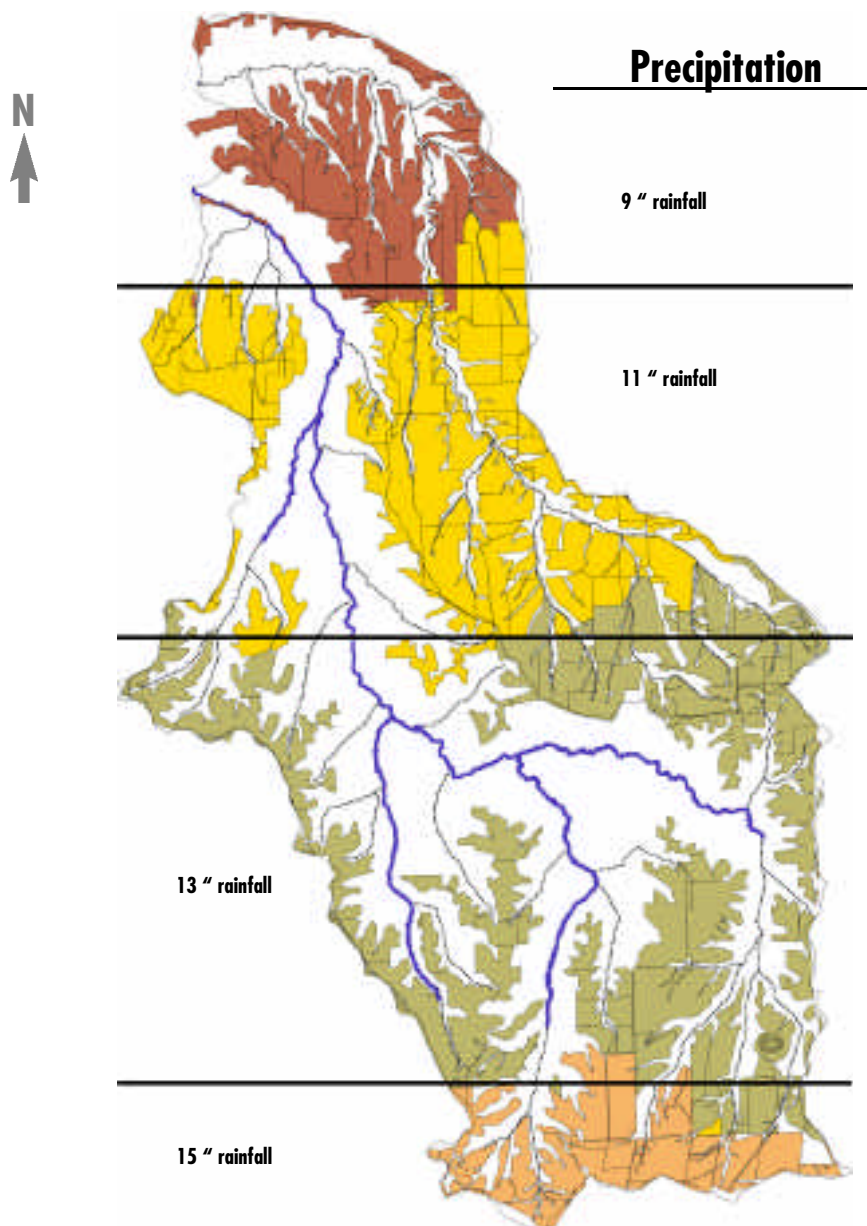 Precipitation
N
9 “ rainfall
11 “ rainfall
13 “ rainfall
15 “ rainfall